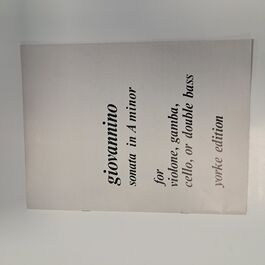 giovannino
sonata in A minor
for
violone, gamba,
cello, or double bass
yorke edition